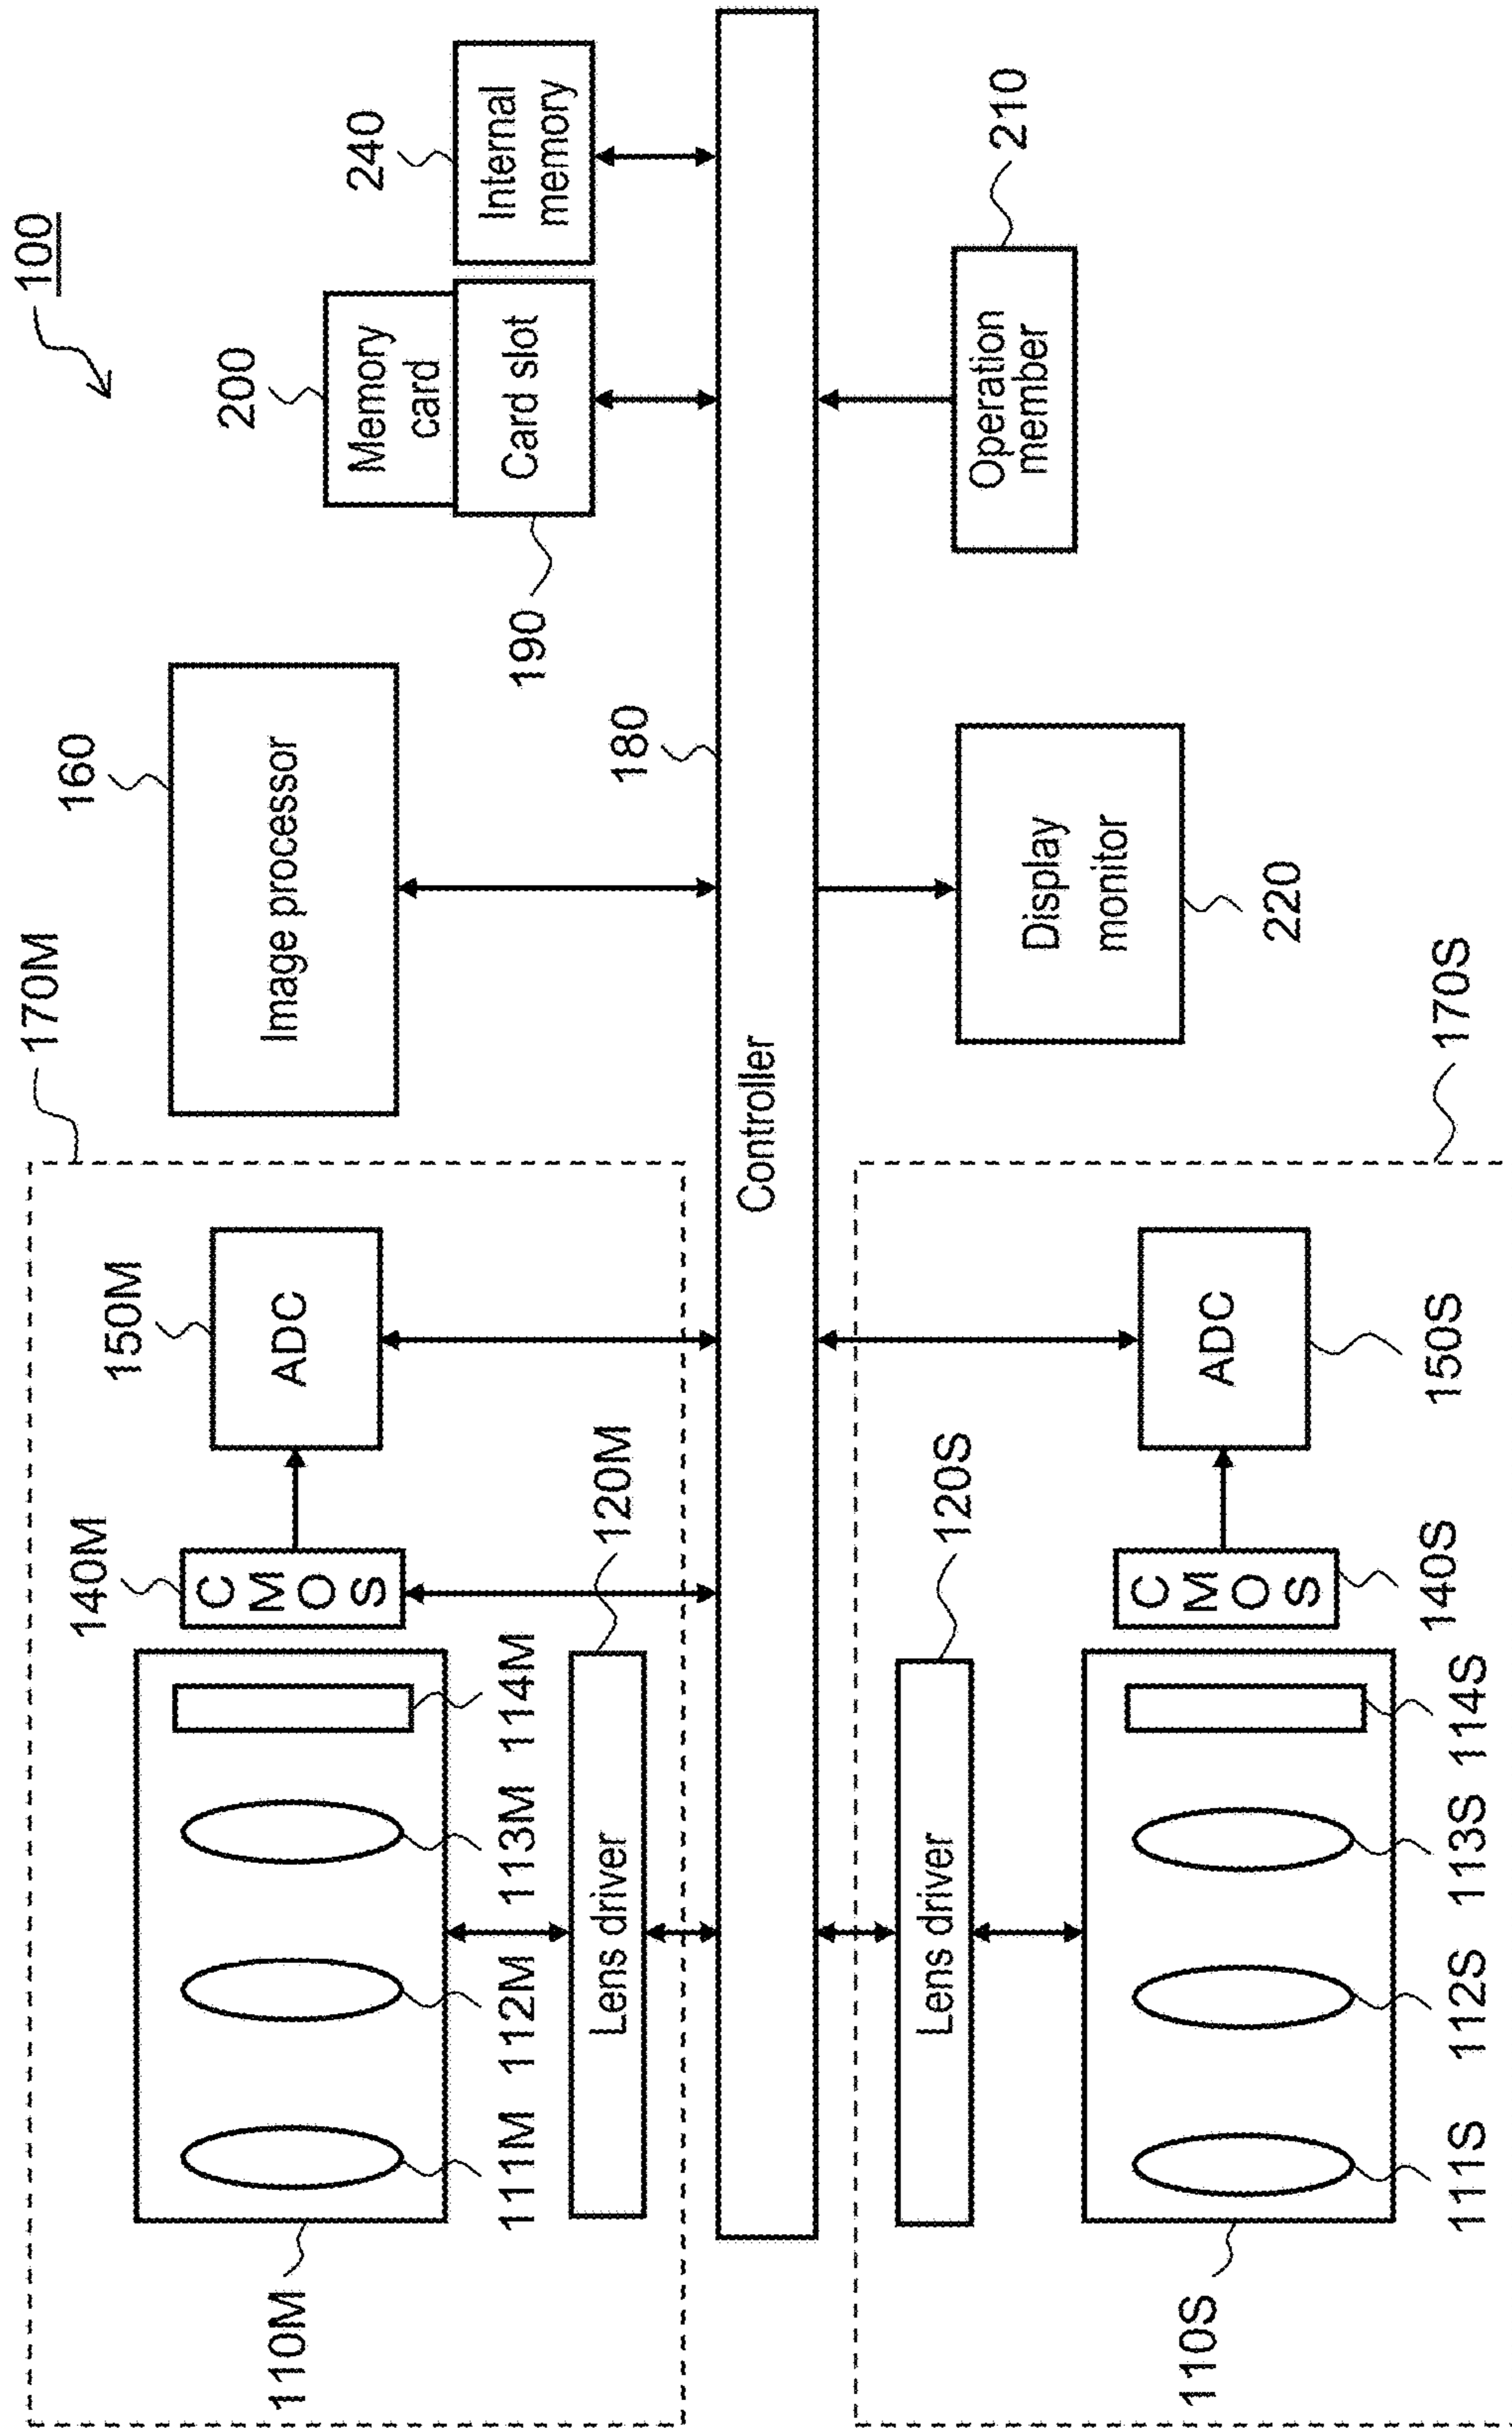 100
170M
160
200
240
Memory
card
Internal
memory
Card slot
190
Image processor
150M
ADC
140M
C
M
O
S
110M
111M
112M
113M
114M
120M
Lens driver
180
Controller
Lens driver
120S
Display
monitor
220
Operation
member
210
170S
ADC
150S
C
M
O
S
140S
110S
111S
112S
113S
114S